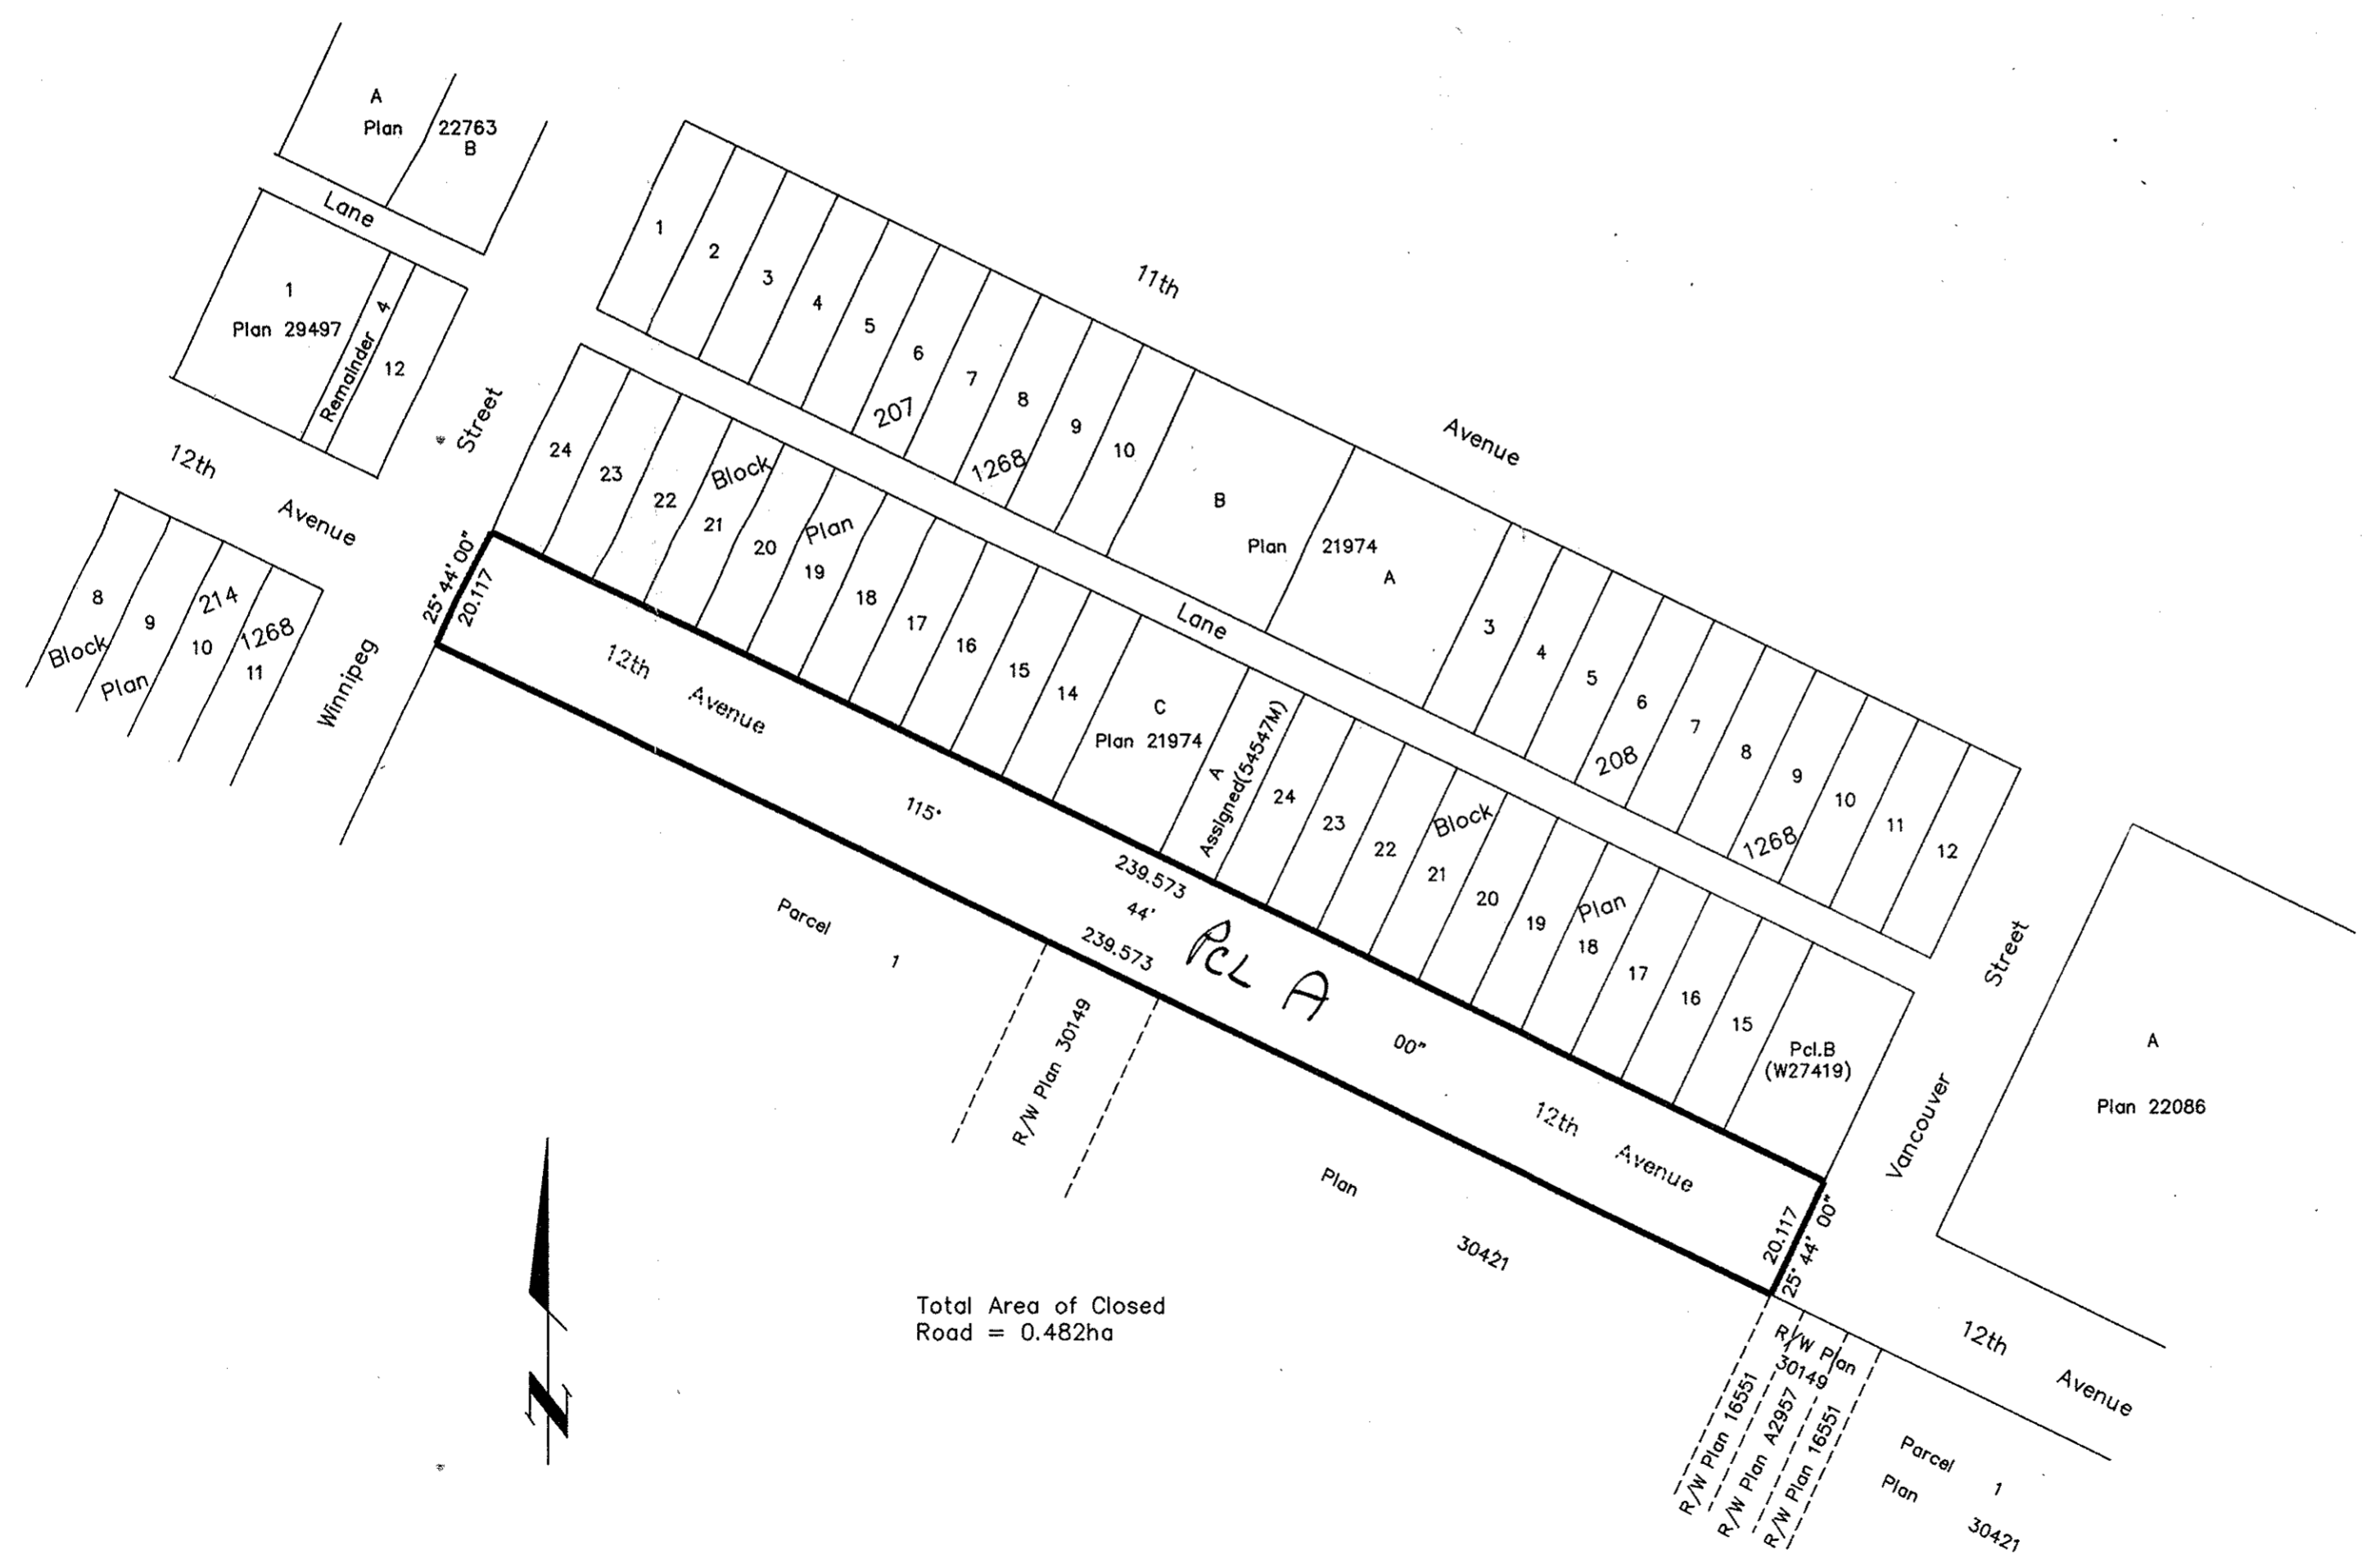 A
Plan 22763
B
Lane
1
Plan 29497
Remainder 4
12
12th Avenue
Winnipeg Street
8
9
10
11
Block 214
Plan 1268
11th Avenue
1
2
3
4
5
6
7
8
9
10
B
Plan 21974
A
3
4
5
6
7
8
9
10
11
12
207
1268
208
1268
Lane
24
23
22
21
20
19
18
17
16
15
14
Block
Plan
C
Plan 21974
A
Assigned(54547M)
24
23
22
21
20
19
18
17
16
15
Block
Plan
Pcl.B
(W27419)
25° 44' 00"
20.117
12th Avenue
115° 44' 00"
239.573
239.573
PCL A
12th Avenue
20.117
25° 44' 00"
Vancouver Street
A
Plan 22086
Parcel 1
Plan 30421
R/W Plan 30149
Total Area of Closed
Road = 0.482ha
N
R/W Plan
30149
R/W Plan 16551
R/W Plan A2957
R/W Plan 16551
12th Avenue
Parcel 1
Plan 30421